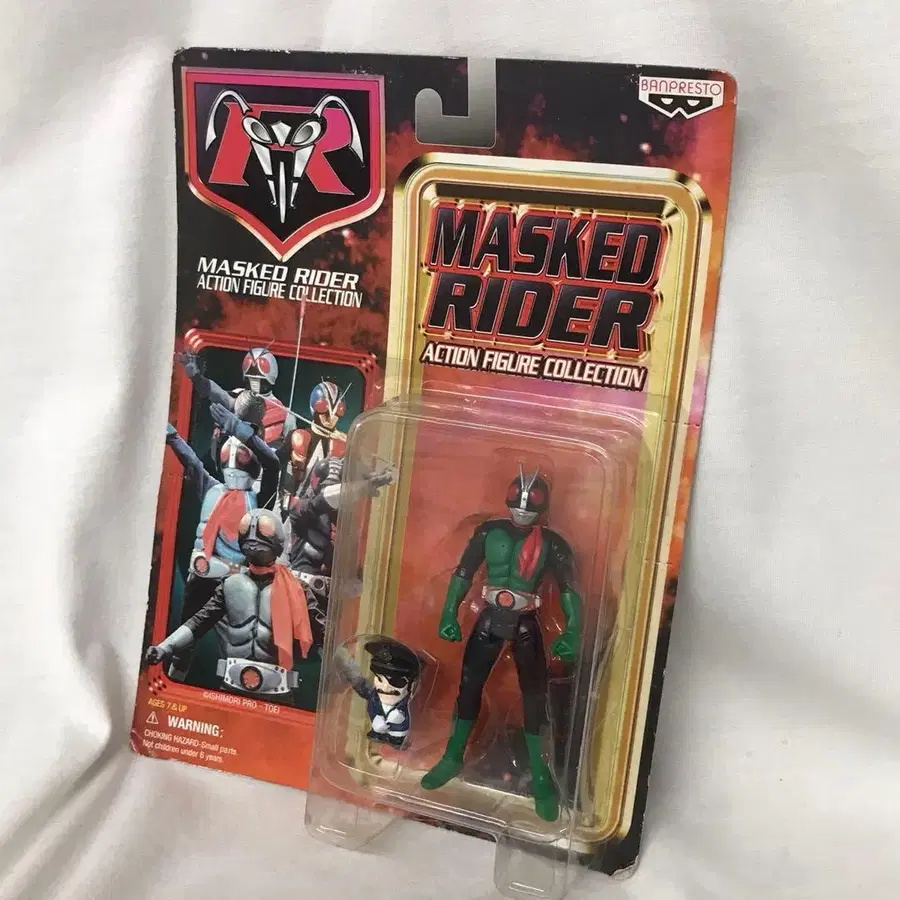 BANPRESTO
R
MASKED RIDER
ACTION FIGURE COLLECTION
MASKED
RIDER
ACTION FIGURE COLLECTION
©ISHIMORI PRO · TOEI
AGES 7 & UP
WARNING:
CHOKING HAZARD-Small parts.
Not children under 6 years.